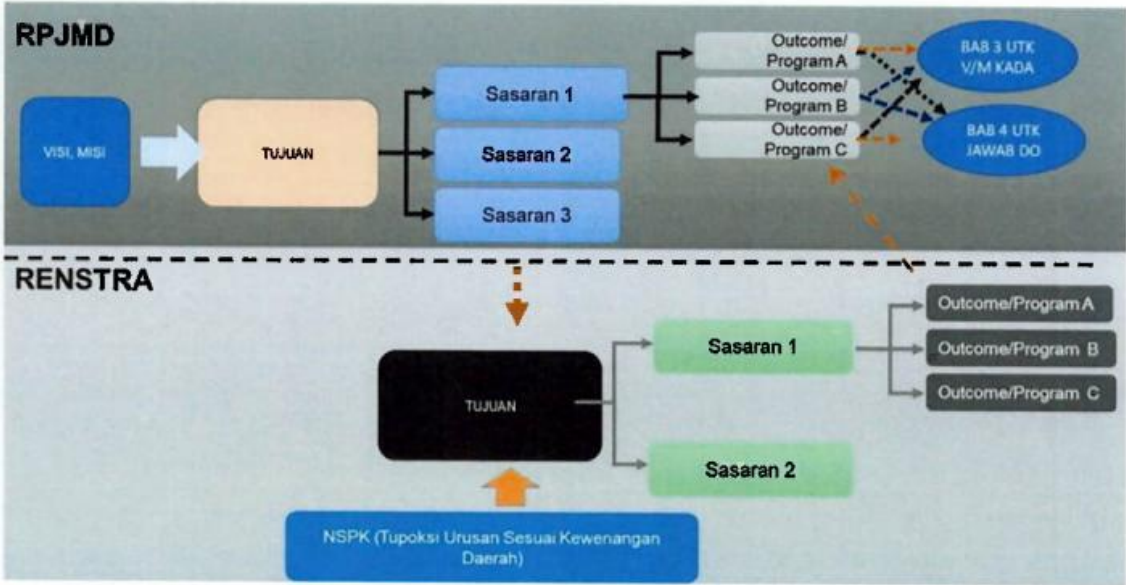 RPJMD
VISI, MISI
TUJUAN
Sasaran 1
Sasaran 2
Sasaran 3
Outcome/
Program A
Outcome/
Program B
Outcome/
Program C
BAB 3 UTK
V/M KADA
BAB 4 UTK
JAWAB DO
RENSTRA
TUJUAN
Sasaran 1
Sasaran 2
Outcome/Program A
Outcome/Program B
Outcome/Program C
NSPK (Tupoksi Urusan Sesuai Kewenangan
Daerah)